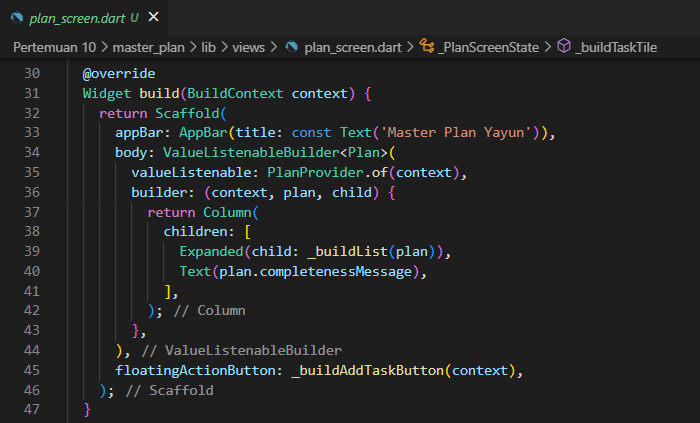 plan_screen.dart U
Pertemuan 10 > master_plan > lib > views > plan_screen.dart > _PlanScreenState > _buildTaskTile
30 @override
31 Widget build(BuildContext context) {
32 return Scaffold(
33 appBar: AppBar(title: const Text('Master Plan Yayun')),
34 body: ValueListenableBuilder<Plan>(
35 valueListenable: PlanProvider.of(context),
36 builder: (context, plan, child) {
37 return Column(
38 children: [
39 Expanded(child: _buildList(plan)),
40 Text(plan.completenessMessage),
41 ],
42 ); // Column
43 },
44 ), // ValueListenableBuilder
45 floatingActionButton: _buildAddTaskButton(context),
46 ); // Scaffold
47 }